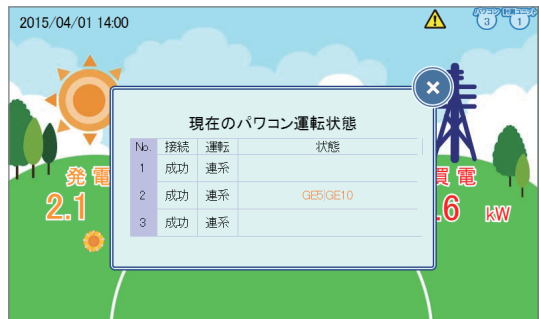 2015/04/01 14:00
パワコン 3
計測ユニット 1
現在のパワコン運転状態
No. 接続 運転 状態
1 成功 連系
2 成功 連系 GE5|GE10
3 成功 連系
発電
買電
2.1
.6 kW